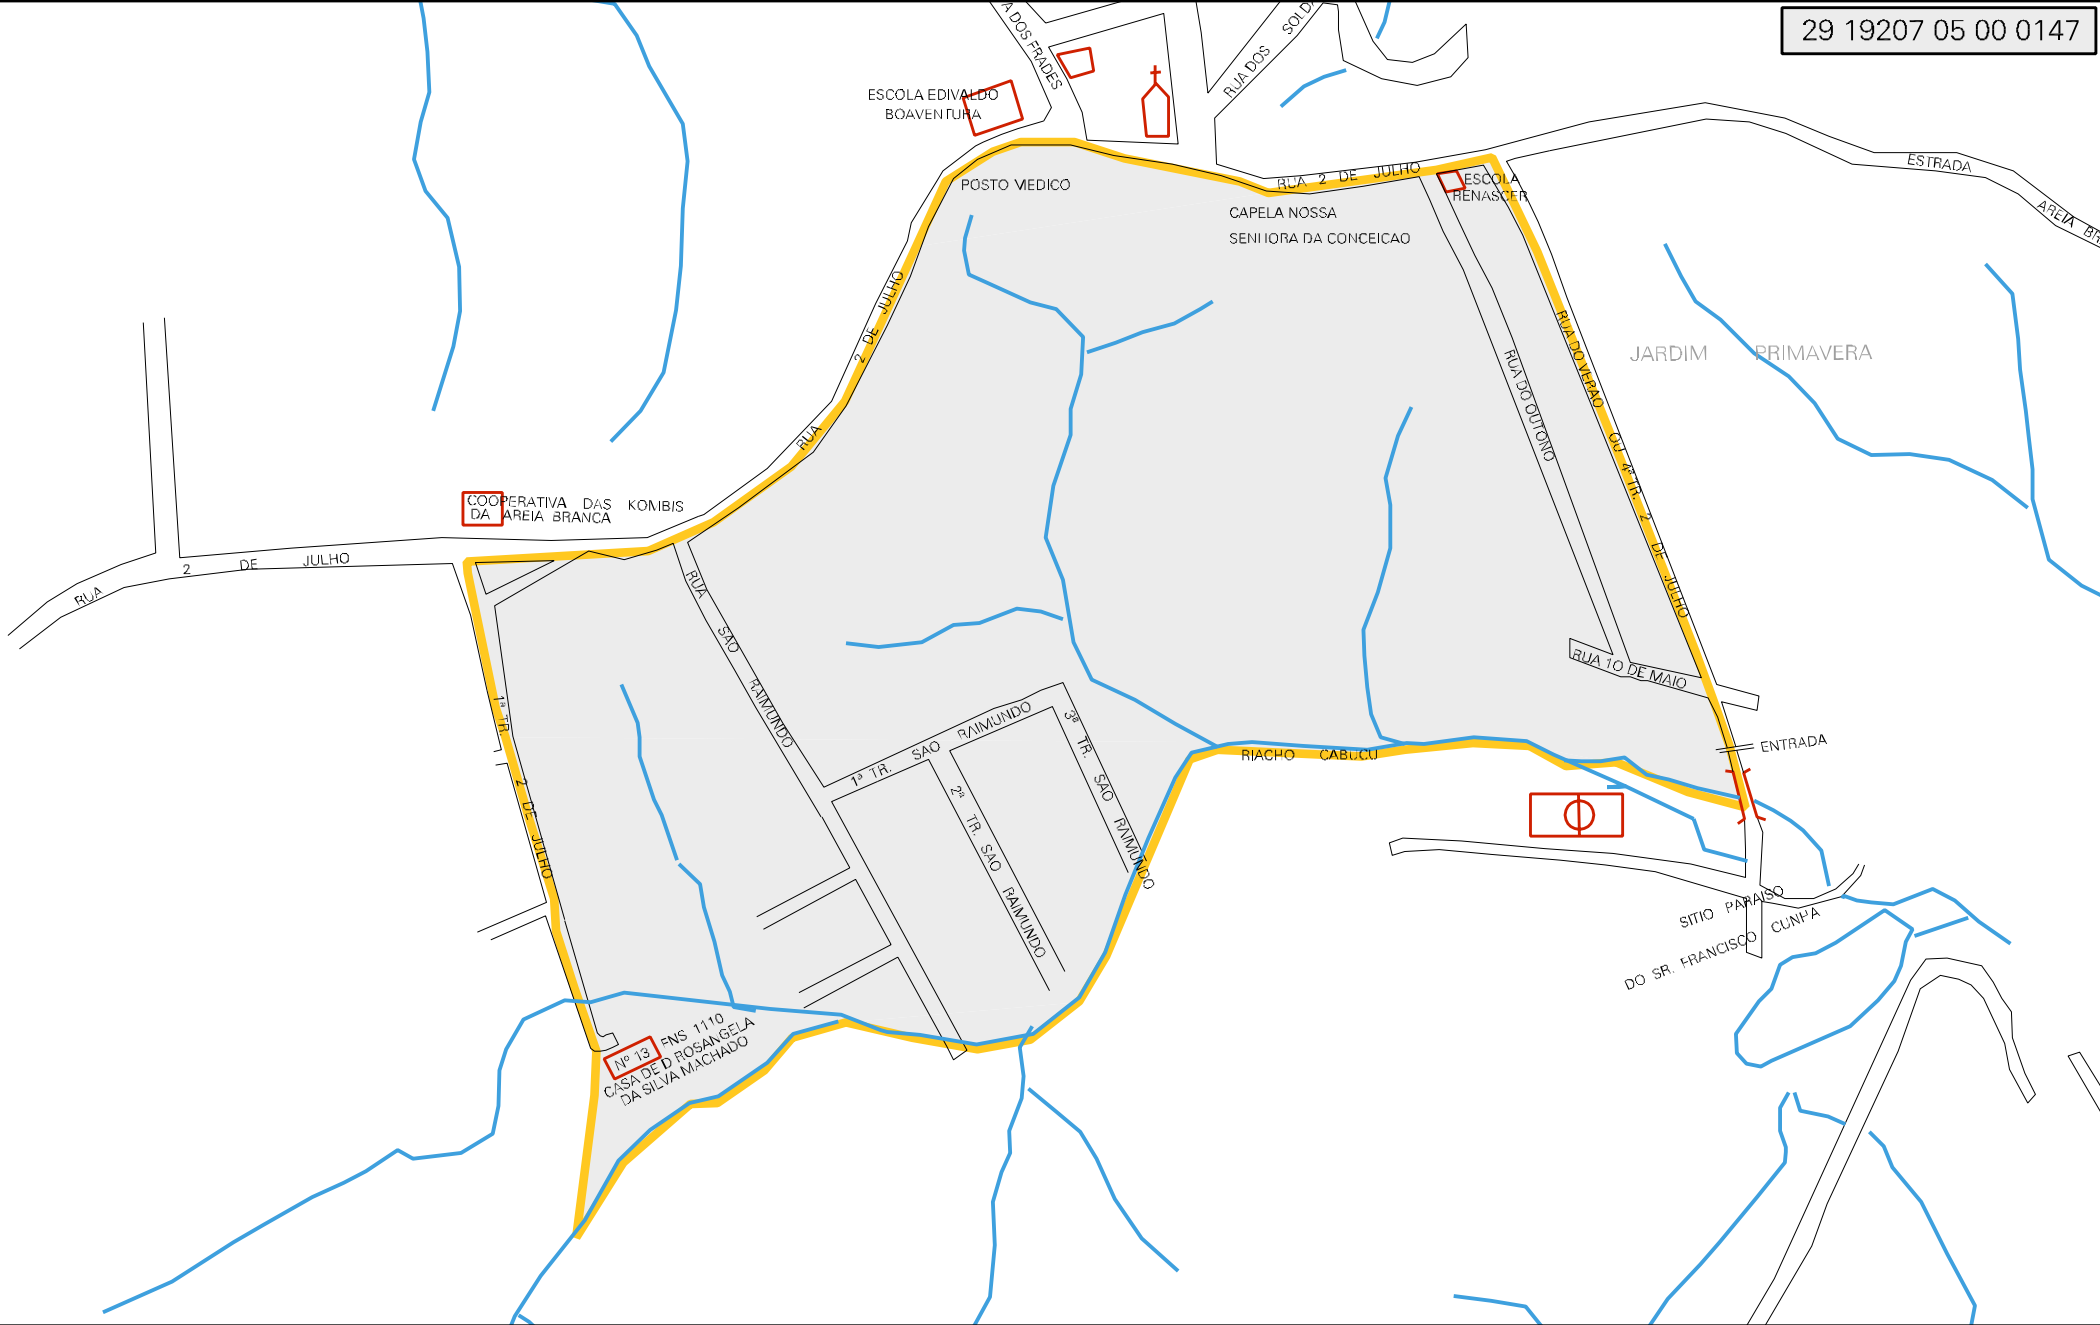 29 19207 05 00 0147
A DOS FRADES
RUA DOS SOLDA
ESCOLA EDIVALDO
BOAVENTURA
ESTRADA
AREIA BR
POSTO MEDICO
RUA 2 DE JULHO
ESCOLA
RENASCER
CAPELA NOSSA
SENHORA DA CONCEICAO
RUA 2 DE JULHO
JARDIM PRIMAVERA
RUA DO VERAO OU 4ª TR. 2 DE JULHO
RUA DO OUTONO
COOPERATIVA DAS KOMBIS
DA AREIA BRANCA
RUA 2 DE JULHO
RUA SAO RAIMUNDO
RUA 10 DE MAIO
1ª TR. 2 DE JULHO
1ª TR. SAO RAIMUNDO
3ª TR. SAO RAIMUNDO
2ª TR. SAO RAIMUNDO
RIACHO CABUCU
ENTRADA
SITIO PARAISO
DO SR. FRANCISCO CUNHA
Nº 13 FNS 1110
CASA DE D ROSANGELA
DA SILVA MACHADO